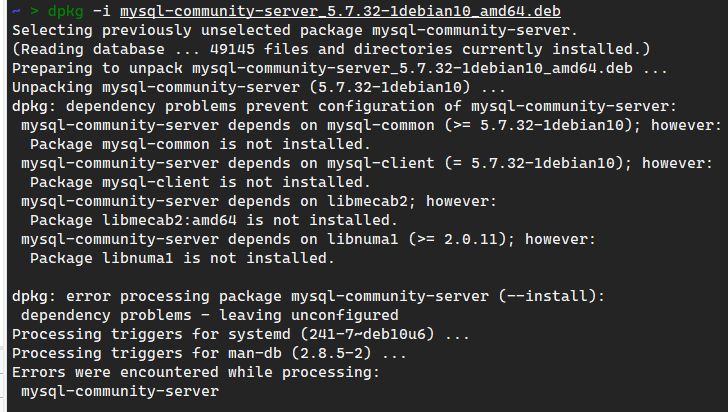 ~ > dpkg -i mysql-community-server_5.7.32-1debian10_amd64.deb
Selecting previously unselected package mysql-community-server.
(Reading database ... 49145 files and directories currently installed.)
Preparing to unpack mysql-community-server_5.7.32-1debian10_amd64.deb ...
Unpacking mysql-community-server (5.7.32-1debian10) ...
dpkg: dependency problems prevent configuration of mysql-community-server:
 mysql-community-server depends on mysql-common (>= 5.7.32-1debian10); however:
  Package mysql-common is not installed.
 mysql-community-server depends on mysql-client (= 5.7.32-1debian10); however:
  Package mysql-client is not installed.
 mysql-community-server depends on libmecab2; however:
  Package libmecab2:amd64 is not installed.
 mysql-community-server depends on libnuma1 (>= 2.0.11); however:
  Package libnuma1 is not installed.

dpkg: error processing package mysql-community-server (--install):
 dependency problems - leaving unconfigured
Processing triggers for systemd (241-7~deb10u6) ...
Processing triggers for man-db (2.8.5-2) ...
Errors were encountered while processing:
 mysql-community-server